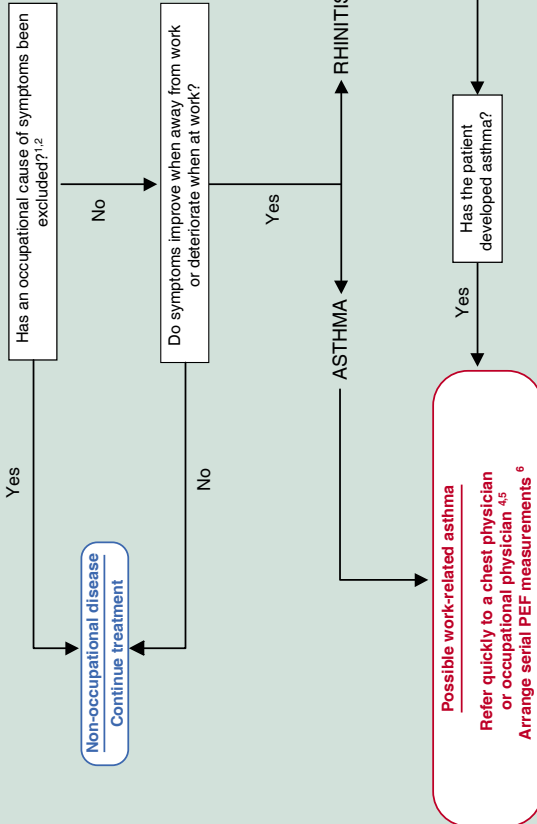 Has an occupational cause of symptoms been
excluded?1,2
Yes
No
Do symptoms improve when away from work
or deteriorate when at work?
No
Yes
Non-occupational disease
Continue treatment
ASTHMA
RHINITIS
Has the patient
developed asthma?
Yes
Possible work-related asthma
Refer quickly to a chest physician
or occupational physician 4,5
Arrange serial PEF measurements 6